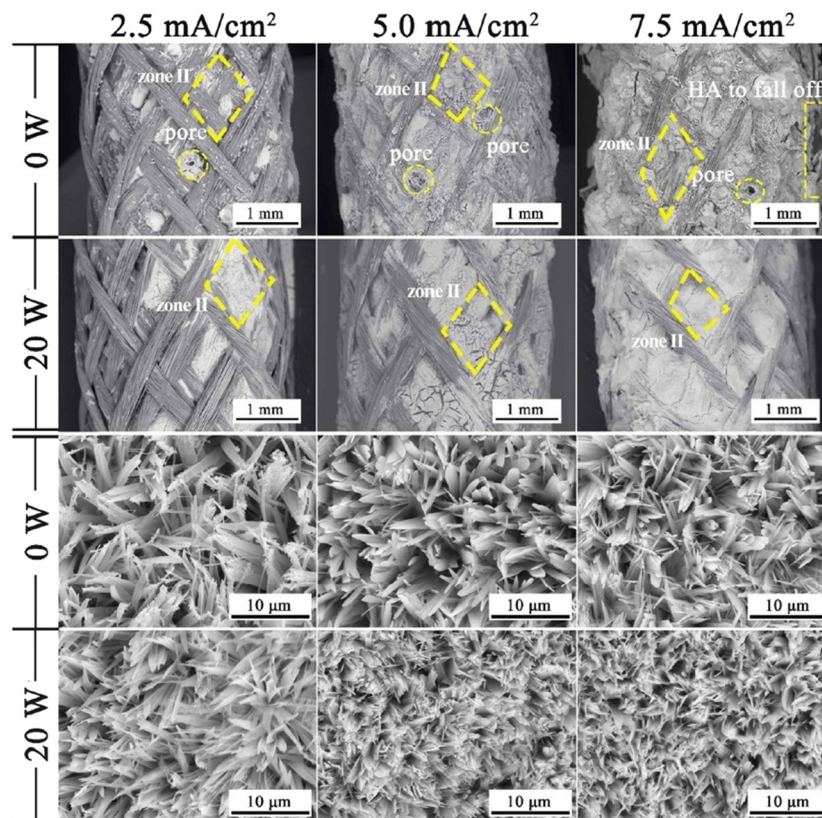 2.5 mA/cm² 5.0 mA/cm² 7.5 mA/cm²
0 W
zone II
pore
1 mm
zone II
pore
pore
1 mm
HA to fall off
zone II
pore
1 mm
20 W
zone II
1 mm
zone II
1 mm
zone II
1 mm
0 W
10 μm
10 μm
10 μm
20 W
10 μm
10 μm
10 μm